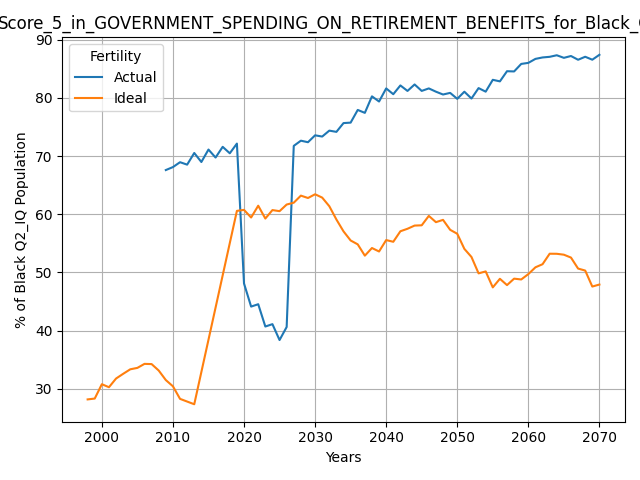 Score_5_in_GOVERNMENT_SPENDING_ON_RETIREMENT_BENEFITS_for_Black_
Fertility
Actual
Ideal
% of Black Q2_IQ Population
90
80
70
60
50
40
30
2000
2010
2020
2030
2040
2050
2060
2070
Years